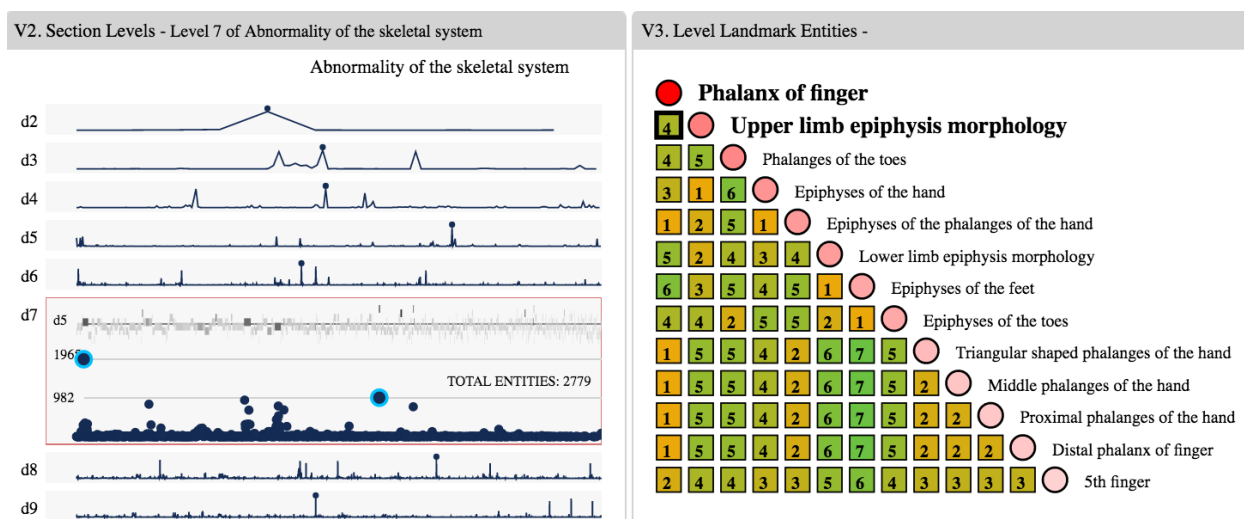 V2. Section Levels - Level 7 of Abnormality of the skeletal system
Abnormality of the skeletal system
d2
d3
d4
d5
d6
d7
d5
TOTAL ENTITIES: 2779
982
d8
d9
V3. Level Landmark Entities -
Phalanx of finger
4 Upper limb epiphysis morphology
4 5 Phalanges of the toes
3 1 6 Epiphyses of the hand
1 2 5 1 Epiphyses of the phalanges of the hand
5 2 4 3 4 Lower limb epiphysis morphology
6 3 5 4 5 1 Epiphyses of the feet
4 4 2 5 5 2 1 Epiphyses of the toes
1 5 5 4 2 6 7 5 Triangular shaped phalanges of the hand
1 5 5 4 2 6 7 5 2 Middle phalanges of the hand
1 5 5 4 2 6 7 5 2 2 Proximal phalanges of the hand
1 5 5 4 2 6 7 5 2 2 2 Distal phalanx of finger
2 4 4 3 3 5 6 4 3 3 3 3 5th finger